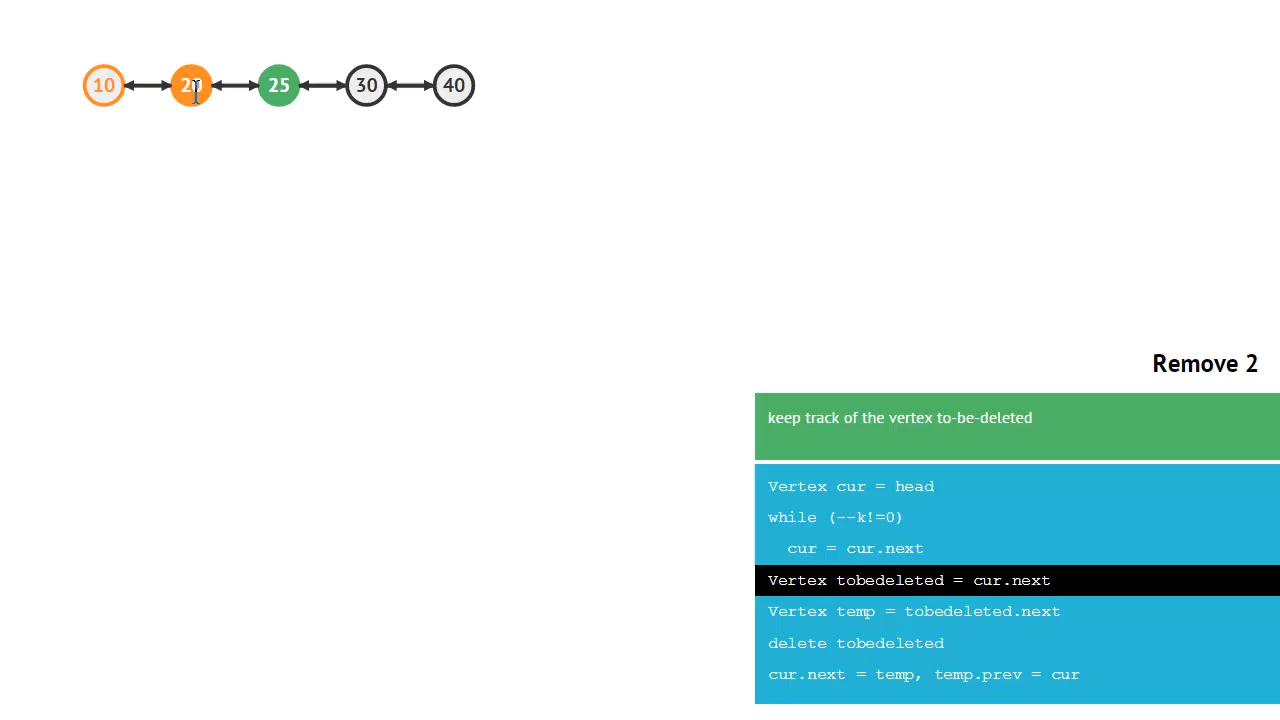 10 25 30 40
Remove 2
keep track of the vertex to-be-deleted
Vertex cur = head
while (--k!=0)
cur = cur.next
Vertex tobedeleted = cur.next
Vertex temp = tobedeleted.next
delete tobedeleted
cur.next = temp, temp.prev = cur